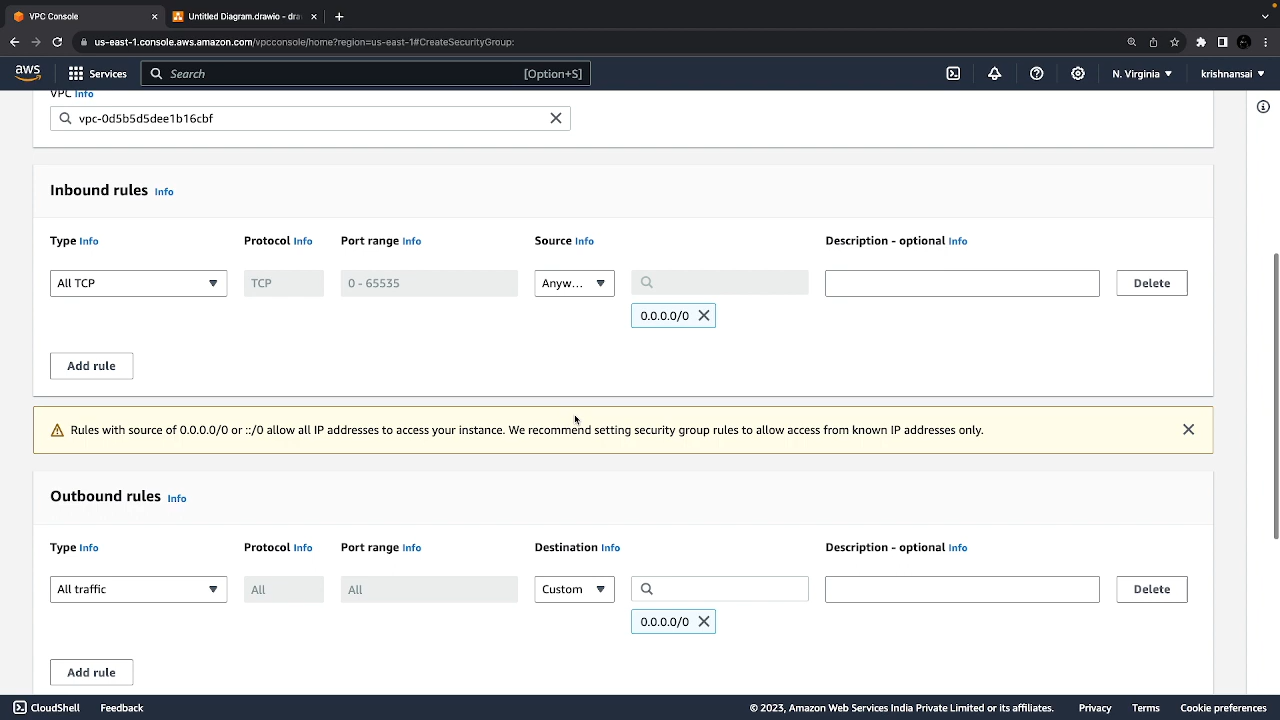 VPC Console
Untitled Diagram.drawio - dra
us-east-1.console.aws.amazon.com/vpcconsole/home?region=us-east-1#CreateSecurityGroup:
aws
Services
Search
[Option+S]
N. Virginia
krishnansai
VPC Info
vpc-0d5b5d5dee1b16cbf
Inbound rules Info
Type Info
Protocol Info
Port range Info
Source Info
Description - optional Info
All TCP
TCP
0 - 65535
Anyw...
Delete
0.0.0.0/0
Add rule
Rules with source of 0.0.0.0/0 or ::/0 allow all IP addresses to access your instance. We recommend setting security group rules to allow access from known IP addresses only.
Outbound rules Info
Type Info
Protocol Info
Port range Info
Destination Info
Description - optional Info
All traffic
All
All
Custom
Delete
0.0.0.0/0
Add rule
CloudShell
Feedback
© 2023, Amazon Web Services India Private Limited or its affiliates.
Privacy
Terms
Cookie preferences